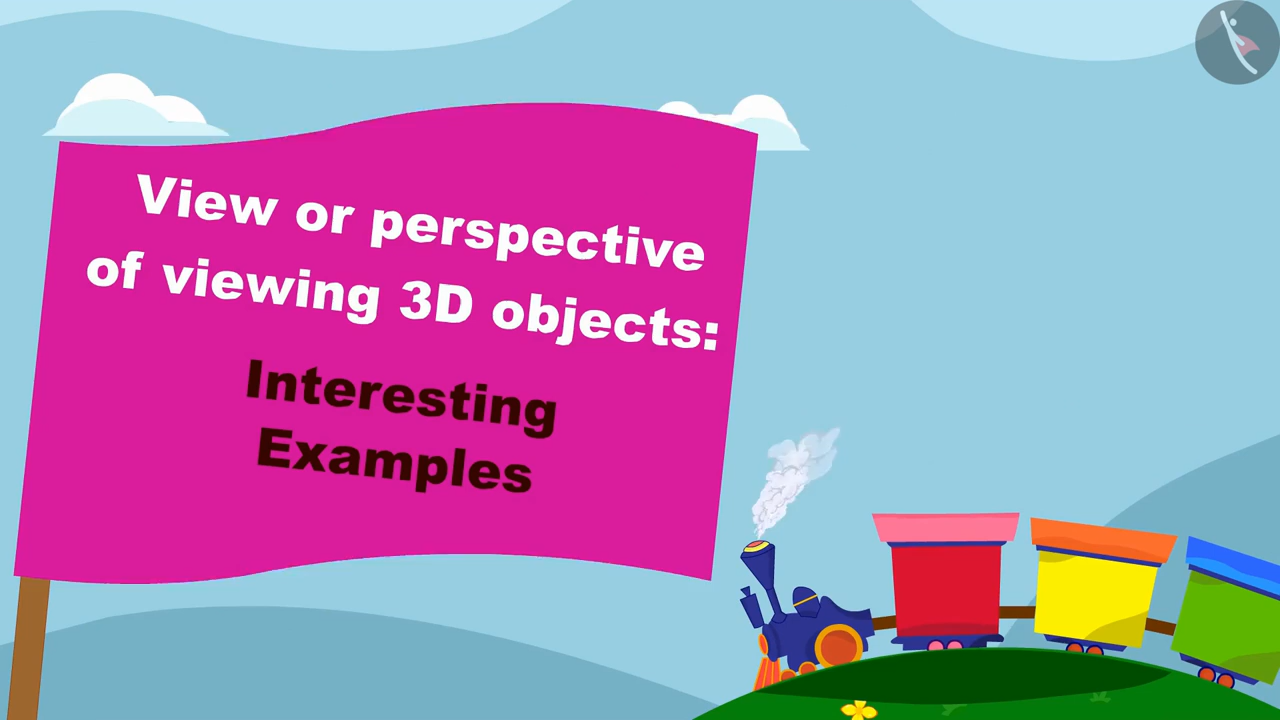 View or perspective
of viewing 3D objects:
Interesting
Examples